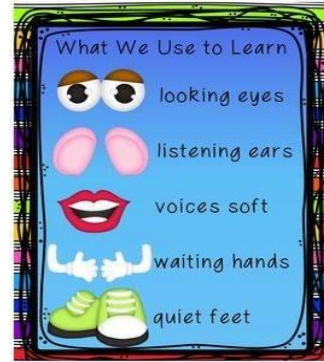 What We Use to Learn
looking eyes
listening ears
voices soft
waiting hands
quiet feet